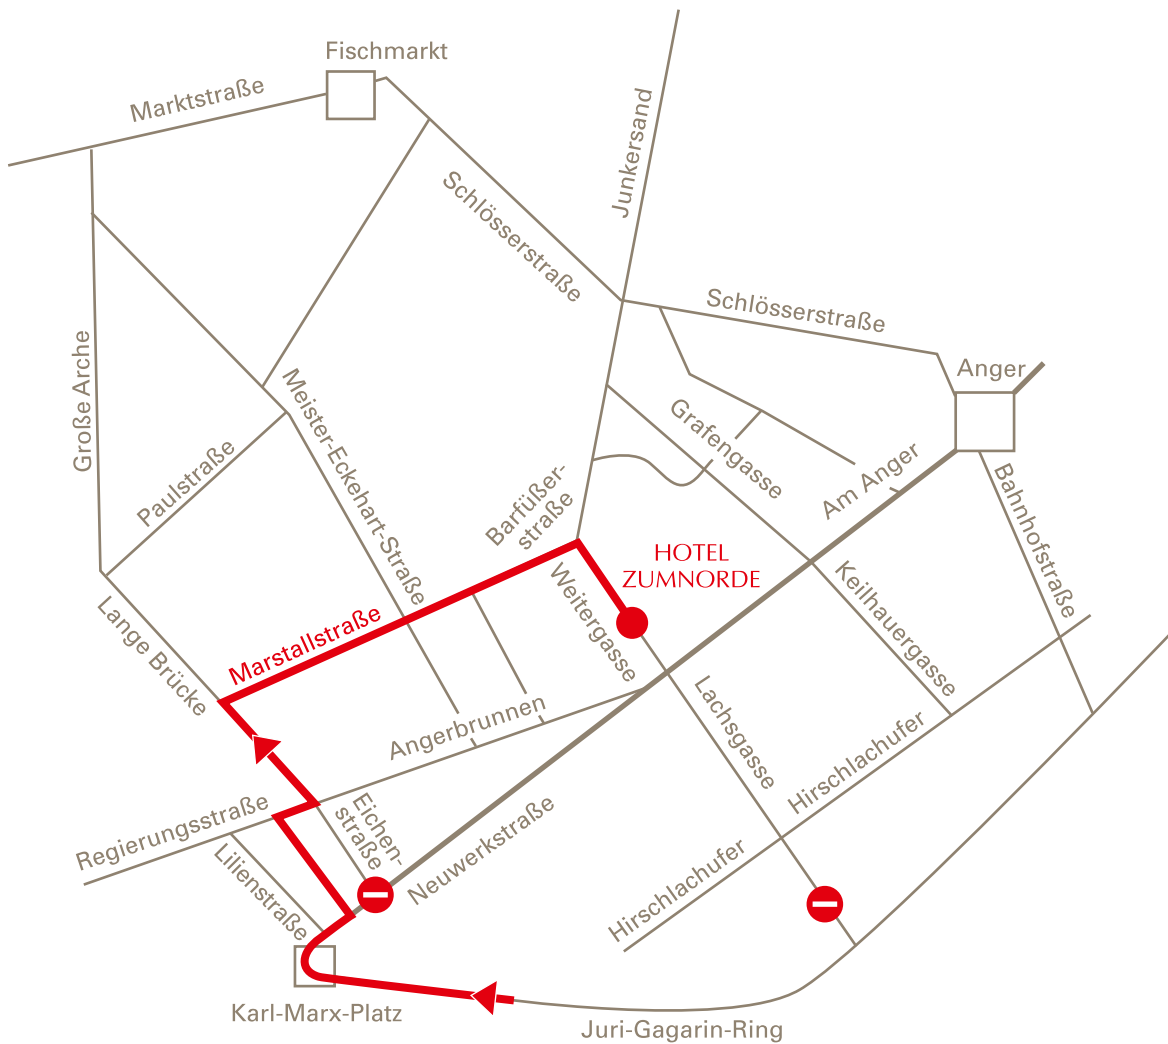 Fischmarkt
Marktstraße
Junkersand
Schlösserstraße
Schlösserstraße
Anger
Große Arche
Meister-Eckehart-Straße
Paulstraße
Grafengasse
Am Anger
Bahnhofstraße
Barfüßer-
straße
HOTEL
ZUMNORDE
Weitergasse
Keilhauergasse
Lange Brücke
Marstallstraße
Angerbrunnen
Lachsgasse
Hirschlachufer
Regierungsstraße
Eichen-
straße
Neuwerkstraße
Lilienstraße
Hirschlachufer
Karl-Marx-Platz
Juri-Gagarin-Ring